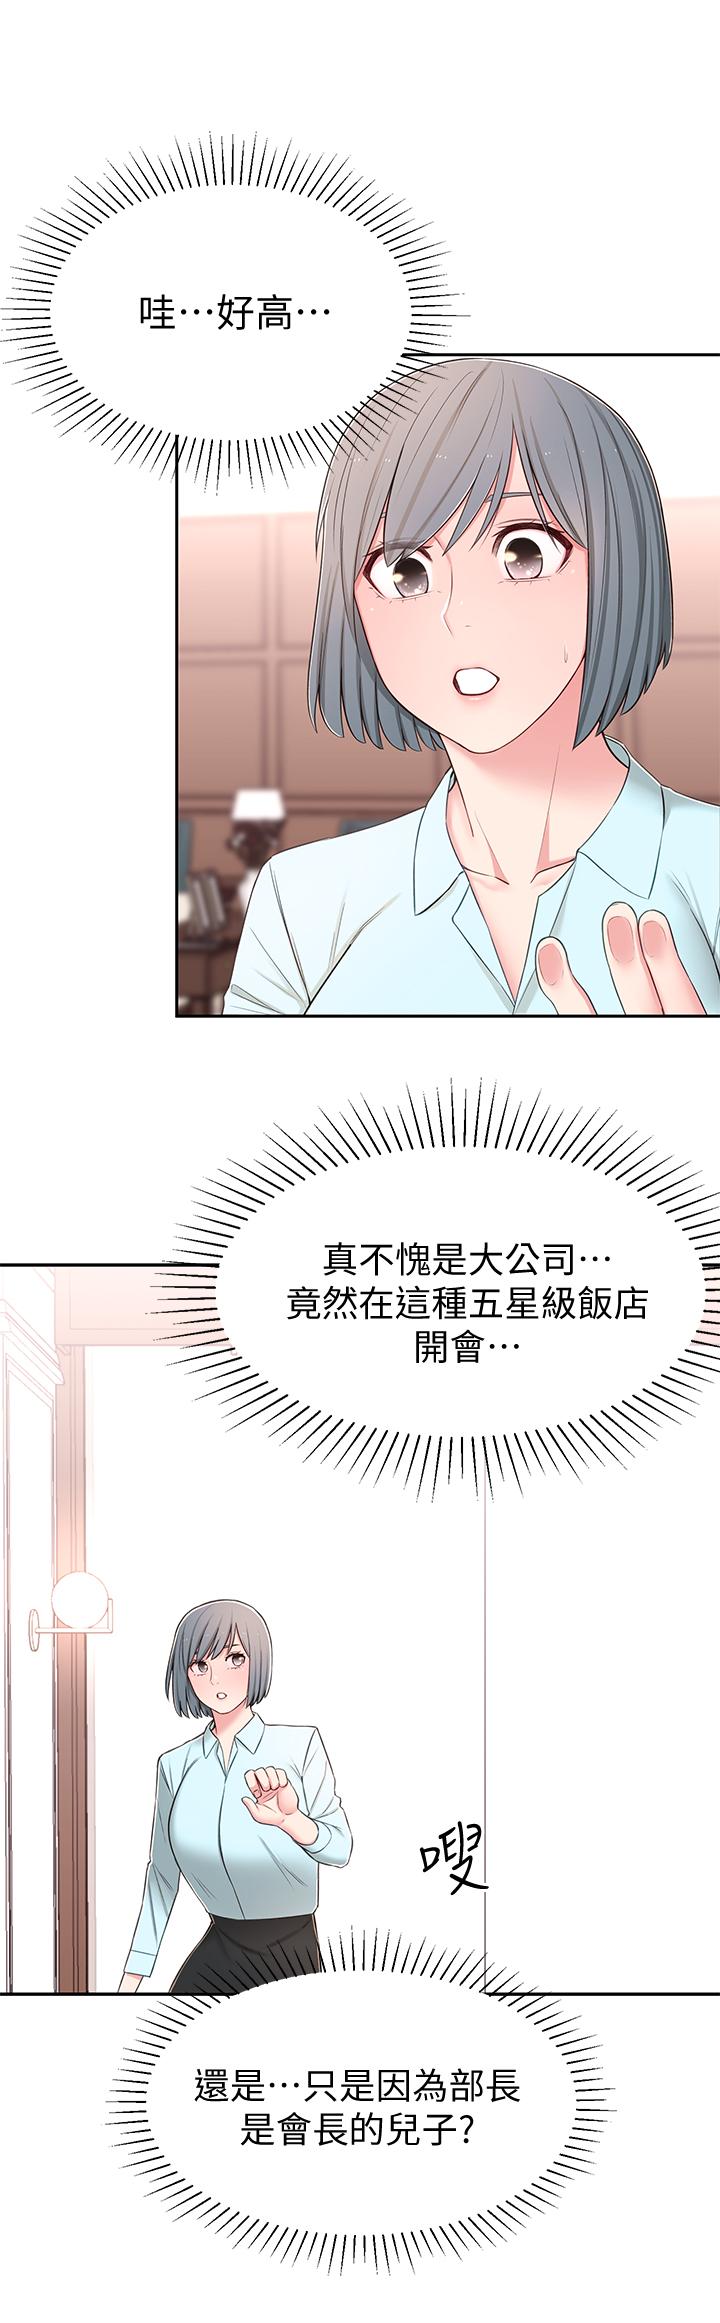 哇⋯好高⋯
真不愧是大公司⋯
竟然在這種五星級飯店
開會⋯
嗖
還是⋯只是因為部長
是會長的兒子?